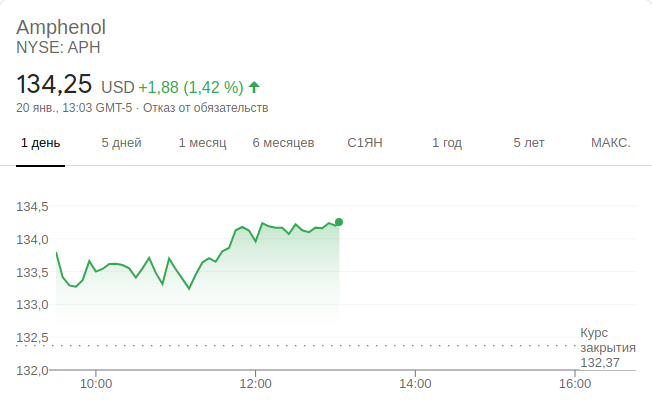 Amphenol
NYSE: APH
134,25 USD +1,88 (1,42 %)
20 янв., 13:03 GMT-5 · Отказ от обязательств
1 день 5 дней 1 месяц 6 месяцев С1ЯН 1 год 5 лет МАКС.
134,5
134,0
133,5
133,0
132,5
132,0
Курс
закрытия
132,37
10:00 12:00 14:00 16:00